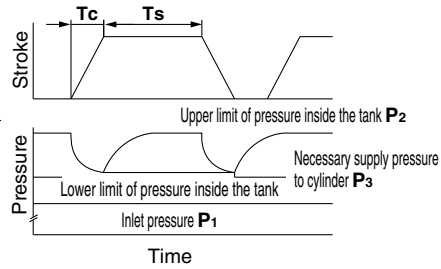 Tc
Ts
Stroke
Upper limit of pressure inside the tank P2
Pressure
Necessary supply pressure
to cylinder P3
Lower limit of pressure inside the tank
Inlet pressure P1
Time